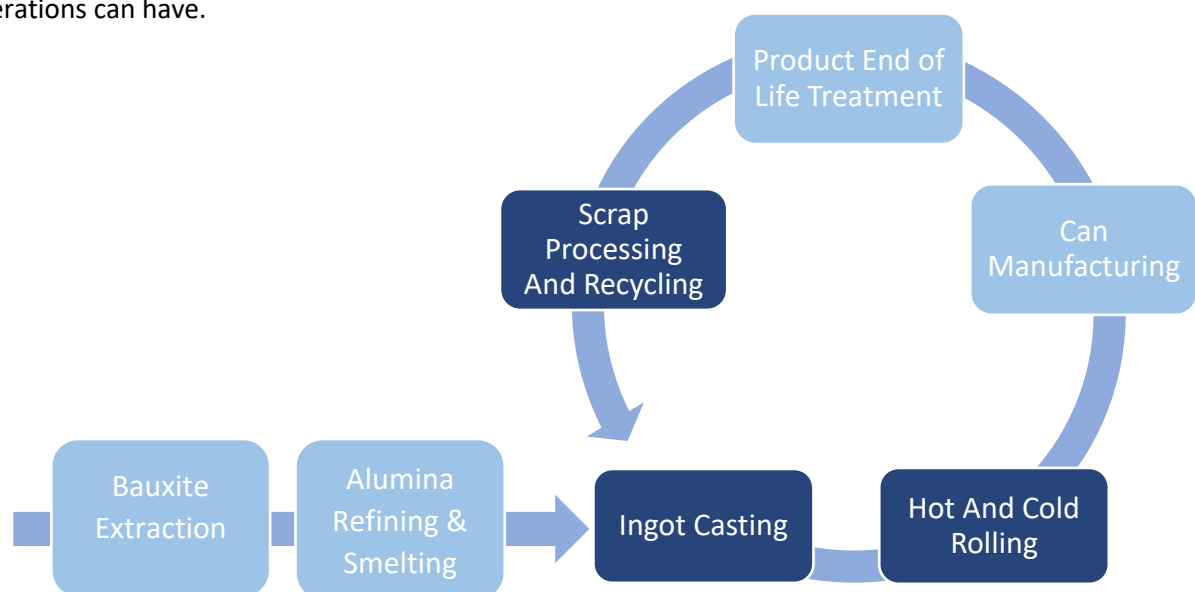 can have.
Product End of
Life Treatment
Scrap
Processing
And Recycling
Can
Manufacturing
Bauxite
Extraction
Alumina
Refining &
Smelting
Ingot Casting
Hot And Cold
Rolling